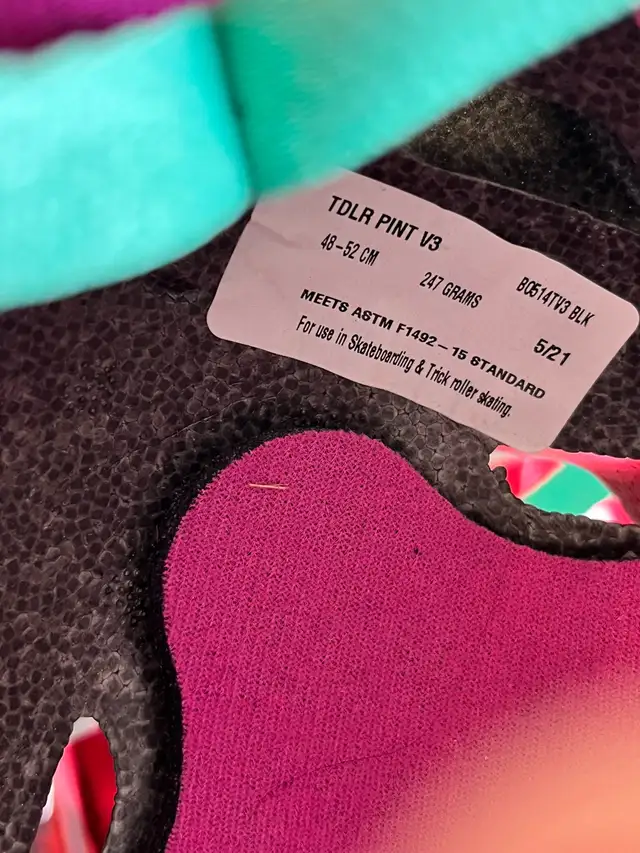 TDLR PINT V3
48-52 CM
247 GRAMS
BC514TV3 BLK
MEETS ASTM F1492-15 STANDARD
5/21
For use in Skateboarding & Trick roller skating.